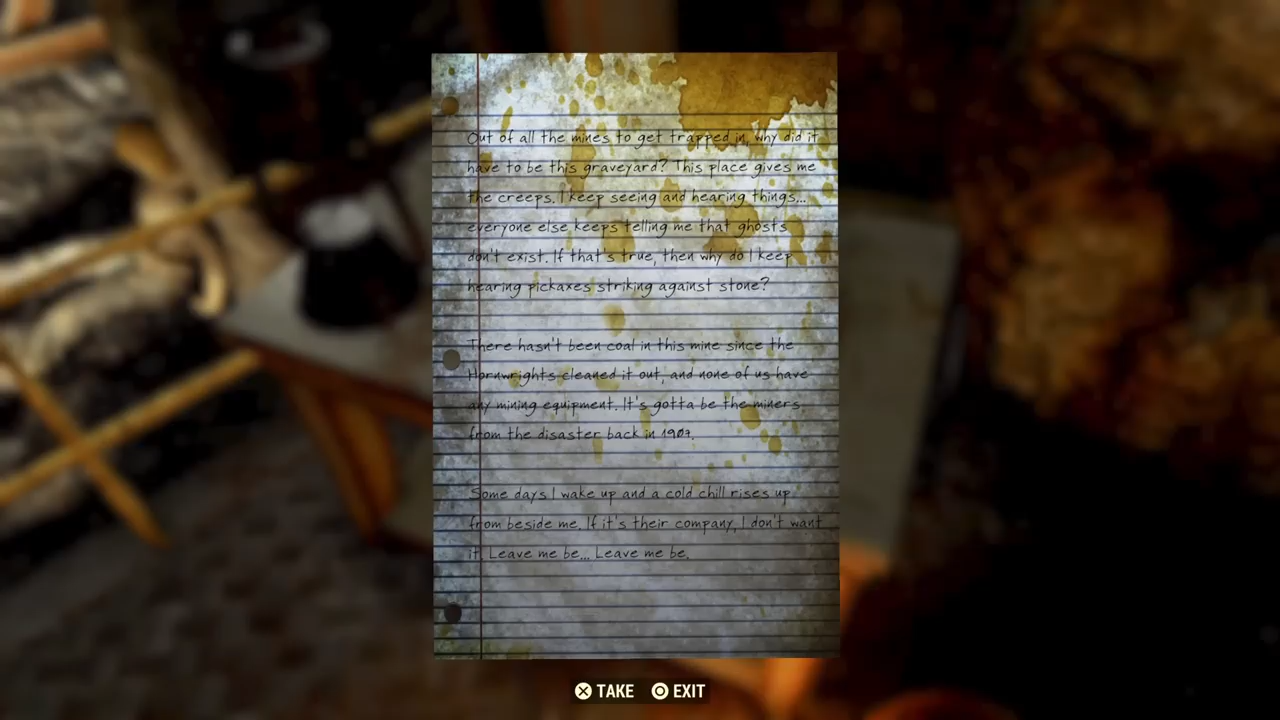 Out of all the mines to get trapped in, why did it
have to be this graveyard? This place gives me
the creeps. I keep seeing and hearing things...
everyone else keeps telling me that ghosts
don't exist. If that's true, then why do I keep
hearing pickaxes striking against stone?
There hasn't been coal in this mine since the
Hornwrights cleaned it out, and none of us have
any mining equipment. It's gotta be the miners
from the disaster back in 1907.
Some days I wake up and a cold chill rises up
from beside me. If it's their company, I don't want
it. Leave me be... Leave me be.
TAKE EXIT